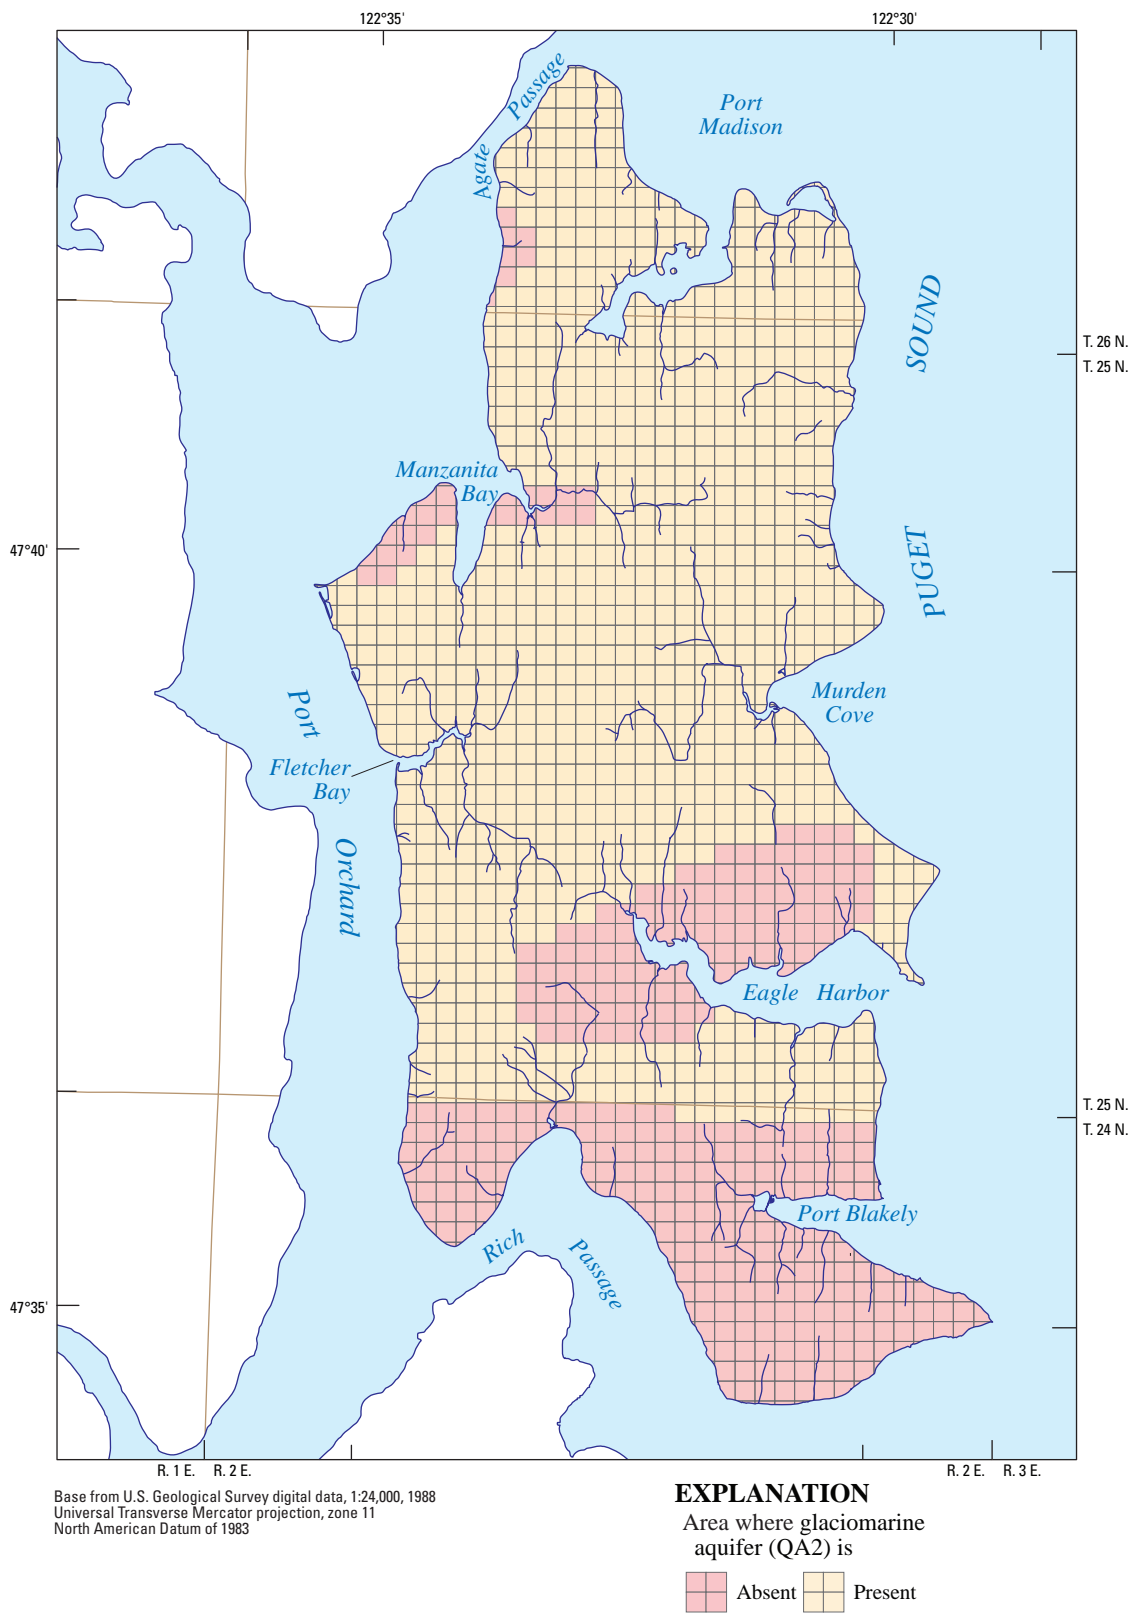 122°35'
122°30'
Agate Passage
Port
Madison
SOUND
T. 26 N.
T. 25 N.
Manzanita
Bay
47°40'
PUGET
Murden
Cove
Port
Fletcher
Bay
Orchard
Eagle Harbor
T. 25 N.
T. 24 N.
Port Blakely
Rich Passage
47°35'
R. 1 E. R. 2 E.
R. 2 E. R. 3 E.
Base from U.S. Geological Survey digital data, 1:24,000, 1988
Universal Transverse Mercator projection, zone 11
North American Datum of 1983
EXPLANATION
Area where glaciomarine
aquifer (QA2) is
Absent
Present